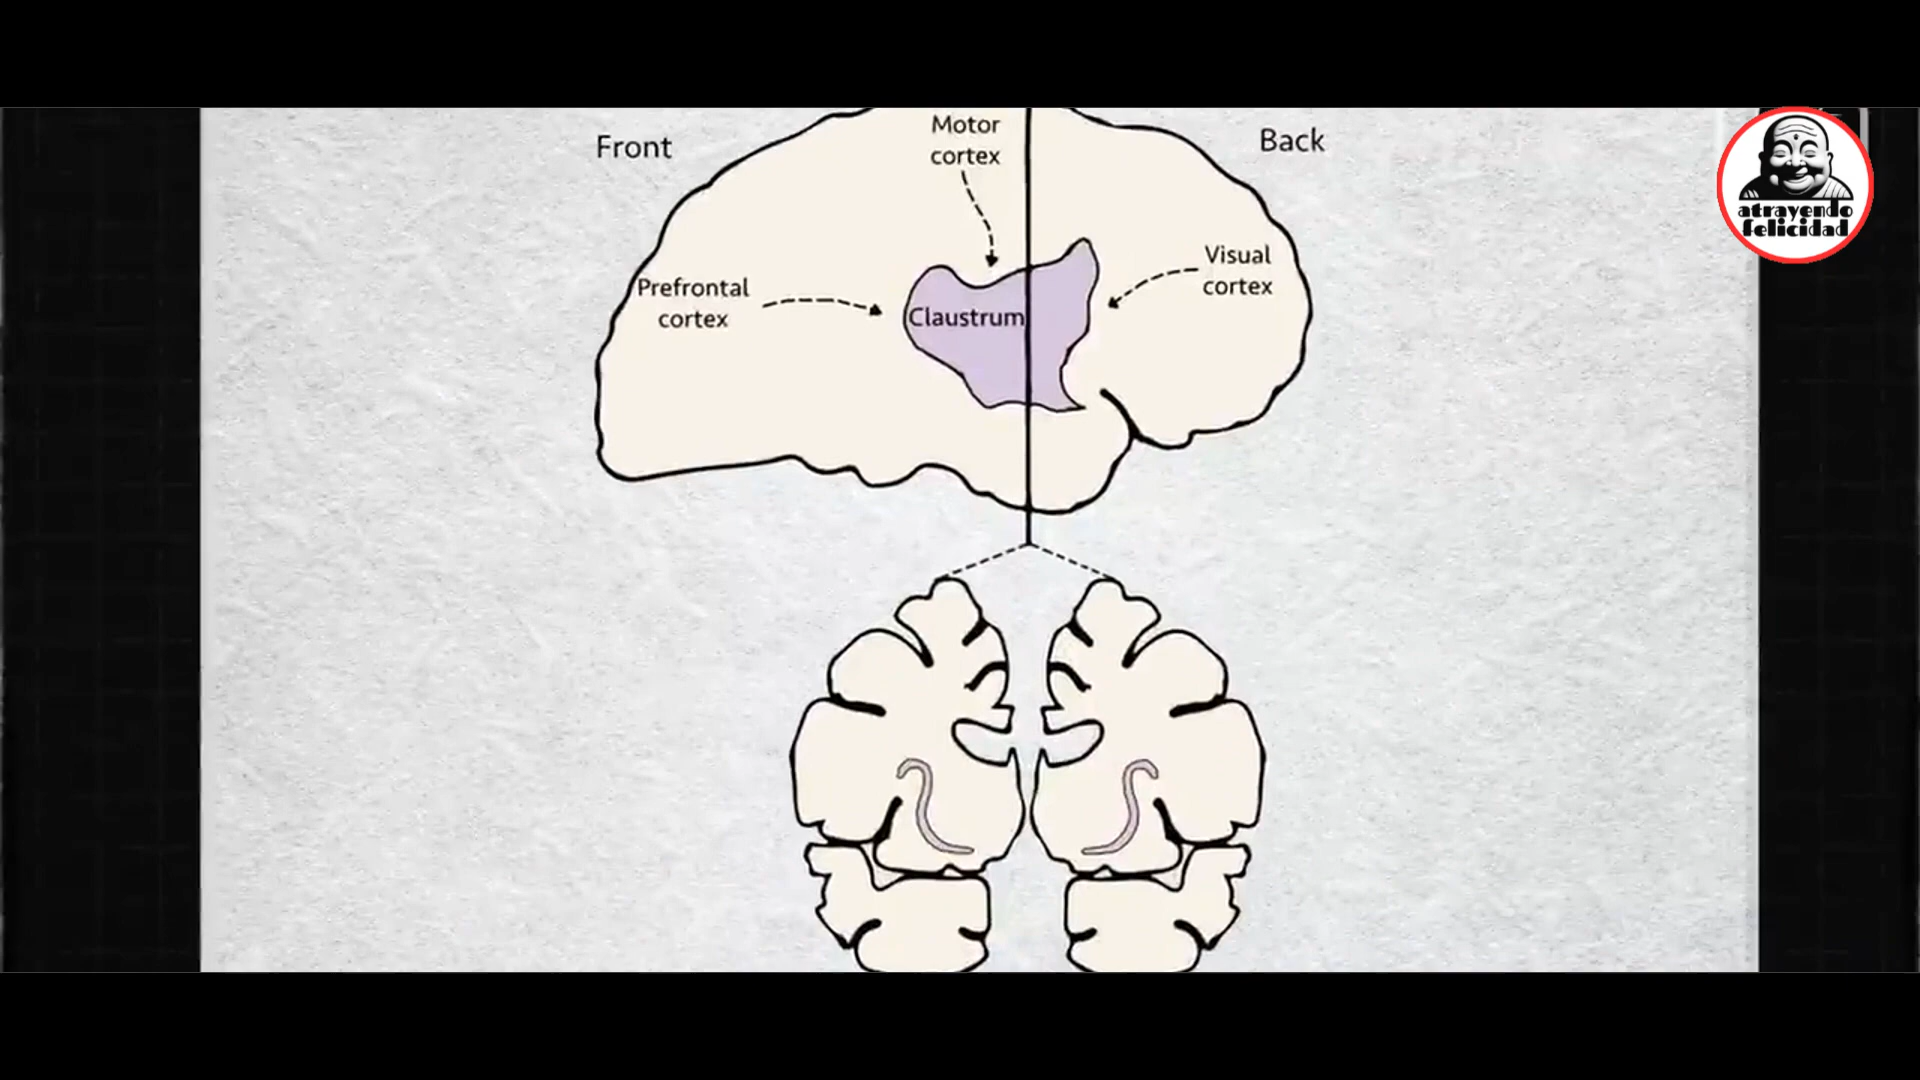 Front
Motor
cortex
Back
Prefrontal
cortex
Claustrum
Visual
cortex
atrayendo
felicidad